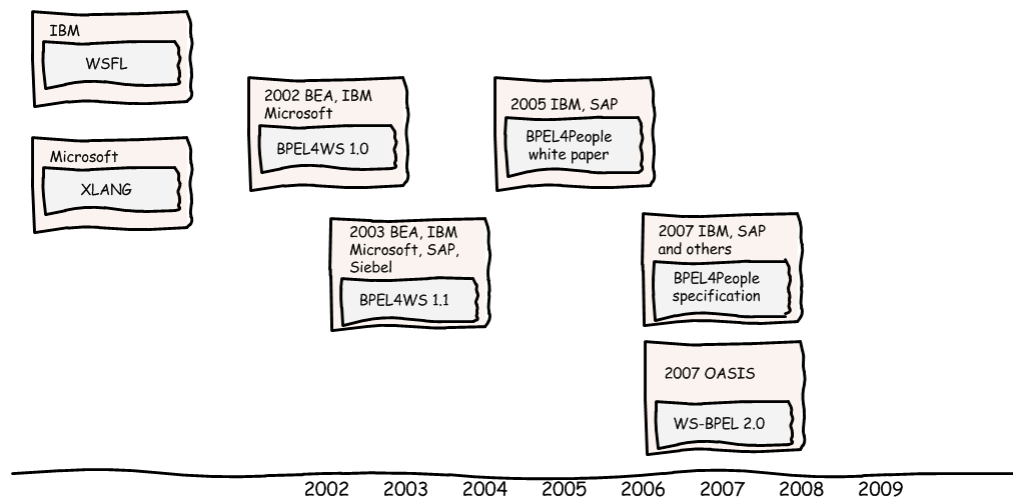 IBM
WSFL
Microsoft
XLANG
2002 BEA, IBM
Microsoft
BPEL4WS 1.0
2003 BEA, IBM
Microsoft, SAP,
Siebel
BPEL4WS 1.1
2005 IBM, SAP
BPEL4People
white paper
2007 IBM, SAP
and others
BPEL4People
specification
2007 OASIS
WS-BPEL 2.0
2002 2003 2004 2005 2006 2007 2008 2009